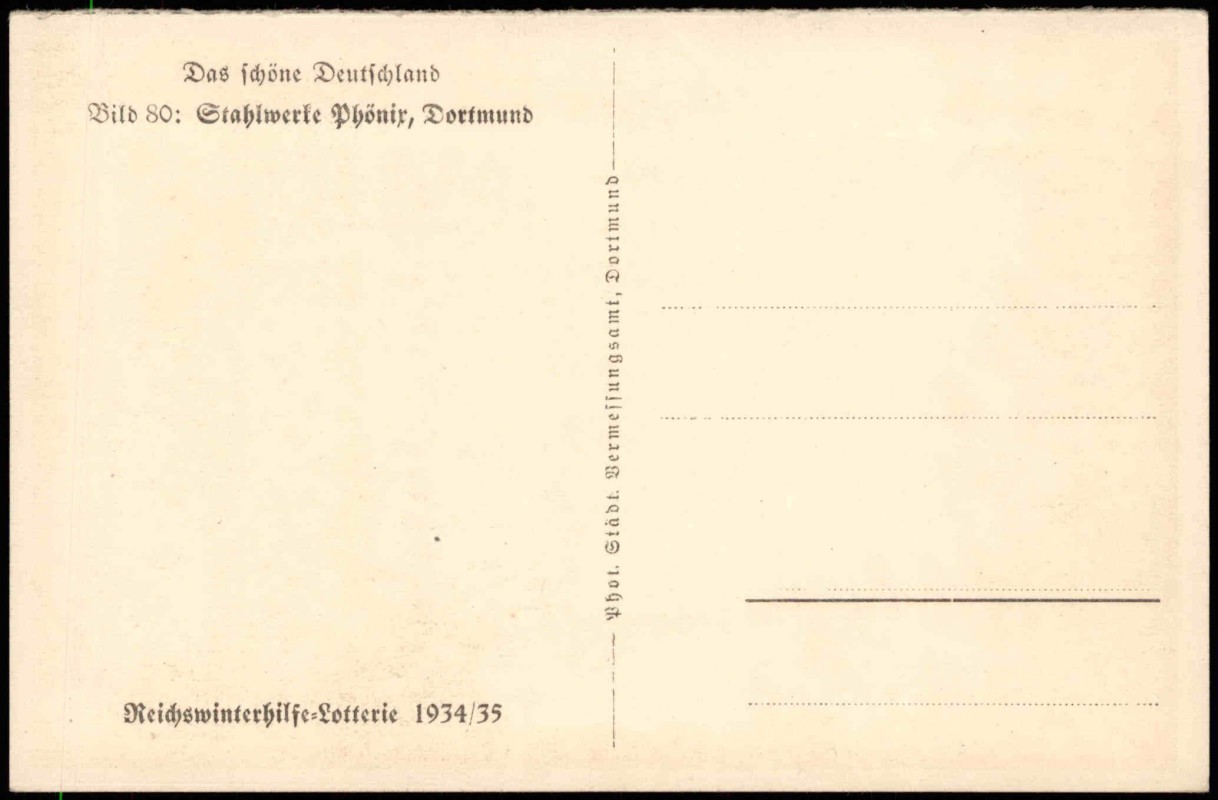 Das schöne Deutschland
Bild 80: Stahlwerke Phönix, Dortmund
Phot. Städt. Vermessungsamt, Dortmund
Reichswinterhilfe-Lotterie 1934/35